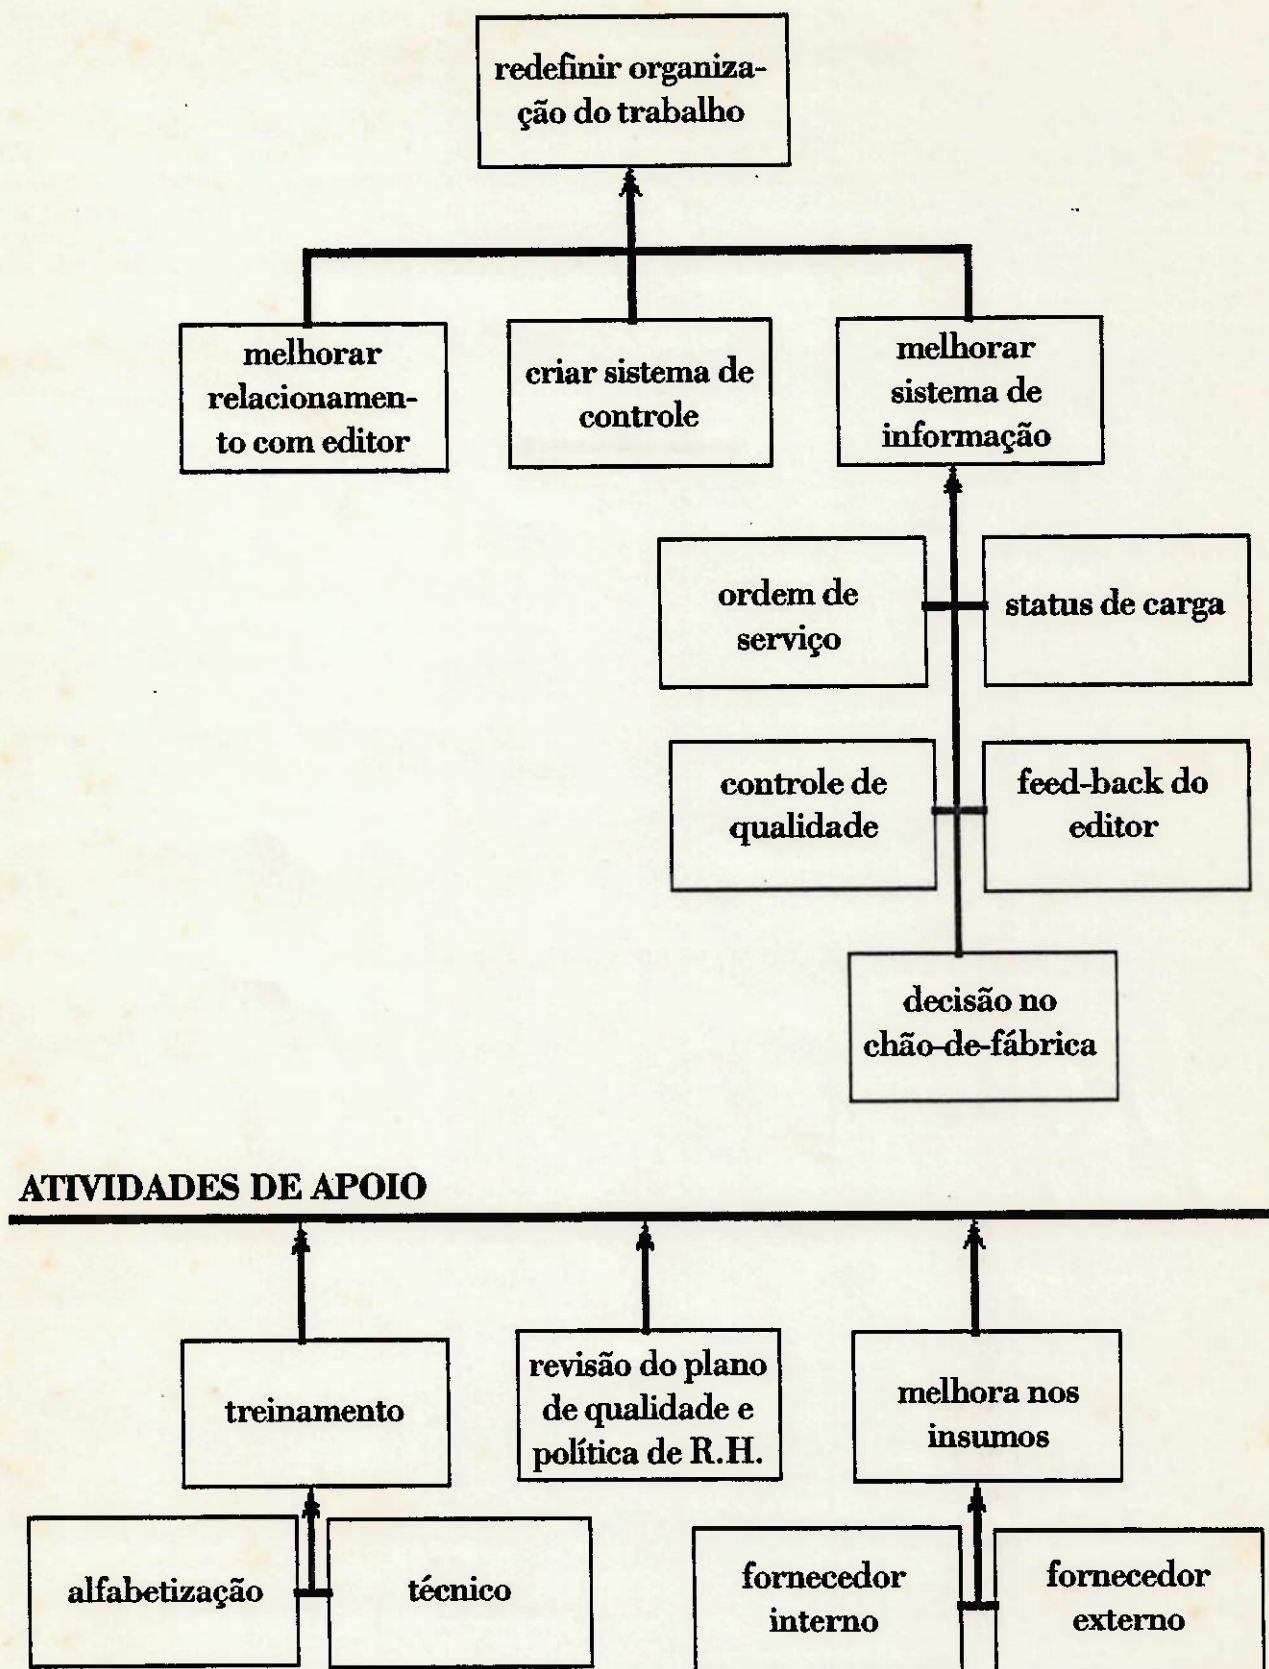 redefinir organiza-
ção do trabalho
melhorar
relacionamen-
to com editor
criar sistema de
controle
melhorar
sistema de
informação
ordem de
serviço
status de carga
controle de
qualidade
feed-back do
editor
decisão no
chão-de-fábrica
ATIVIDADES DE APOIO
treinamento
revisão do plano
de qualidade e
política de R.H.
melhora nos
insumos
alfabetização
técnico
fornecedor
interno
fornecedor
externo